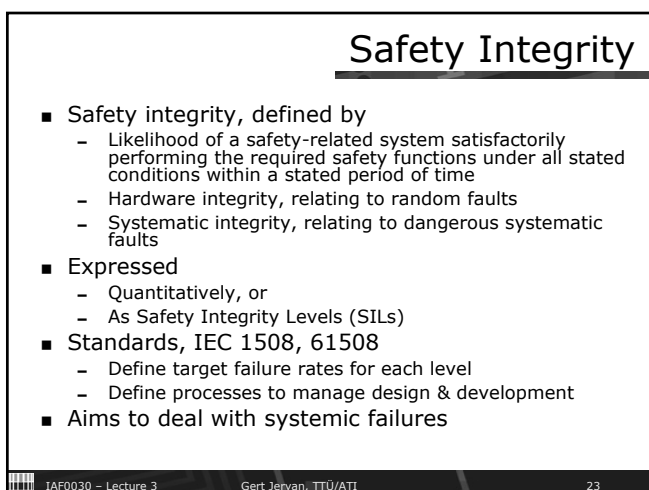 Safety Integrity
■ Safety integrity, defined by
– Likelihood of a safety-related system satisfactorily
performing the required safety functions under all stated
conditions within a stated period of time
– Hardware integrity, relating to random faults
– Systematic integrity, relating to dangerous systematic
faults
■ Expressed
– Quantitatively, or
– As Safety Integrity Levels (SILs)
■ Standards, IEC 1508, 61508
– Define target failure rates for each level
– Define processes to manage design & development
■ Aims to deal with systemic failures
IAF0030 – Lecture 3 Gert Jervan, TTÜ/ATI 23